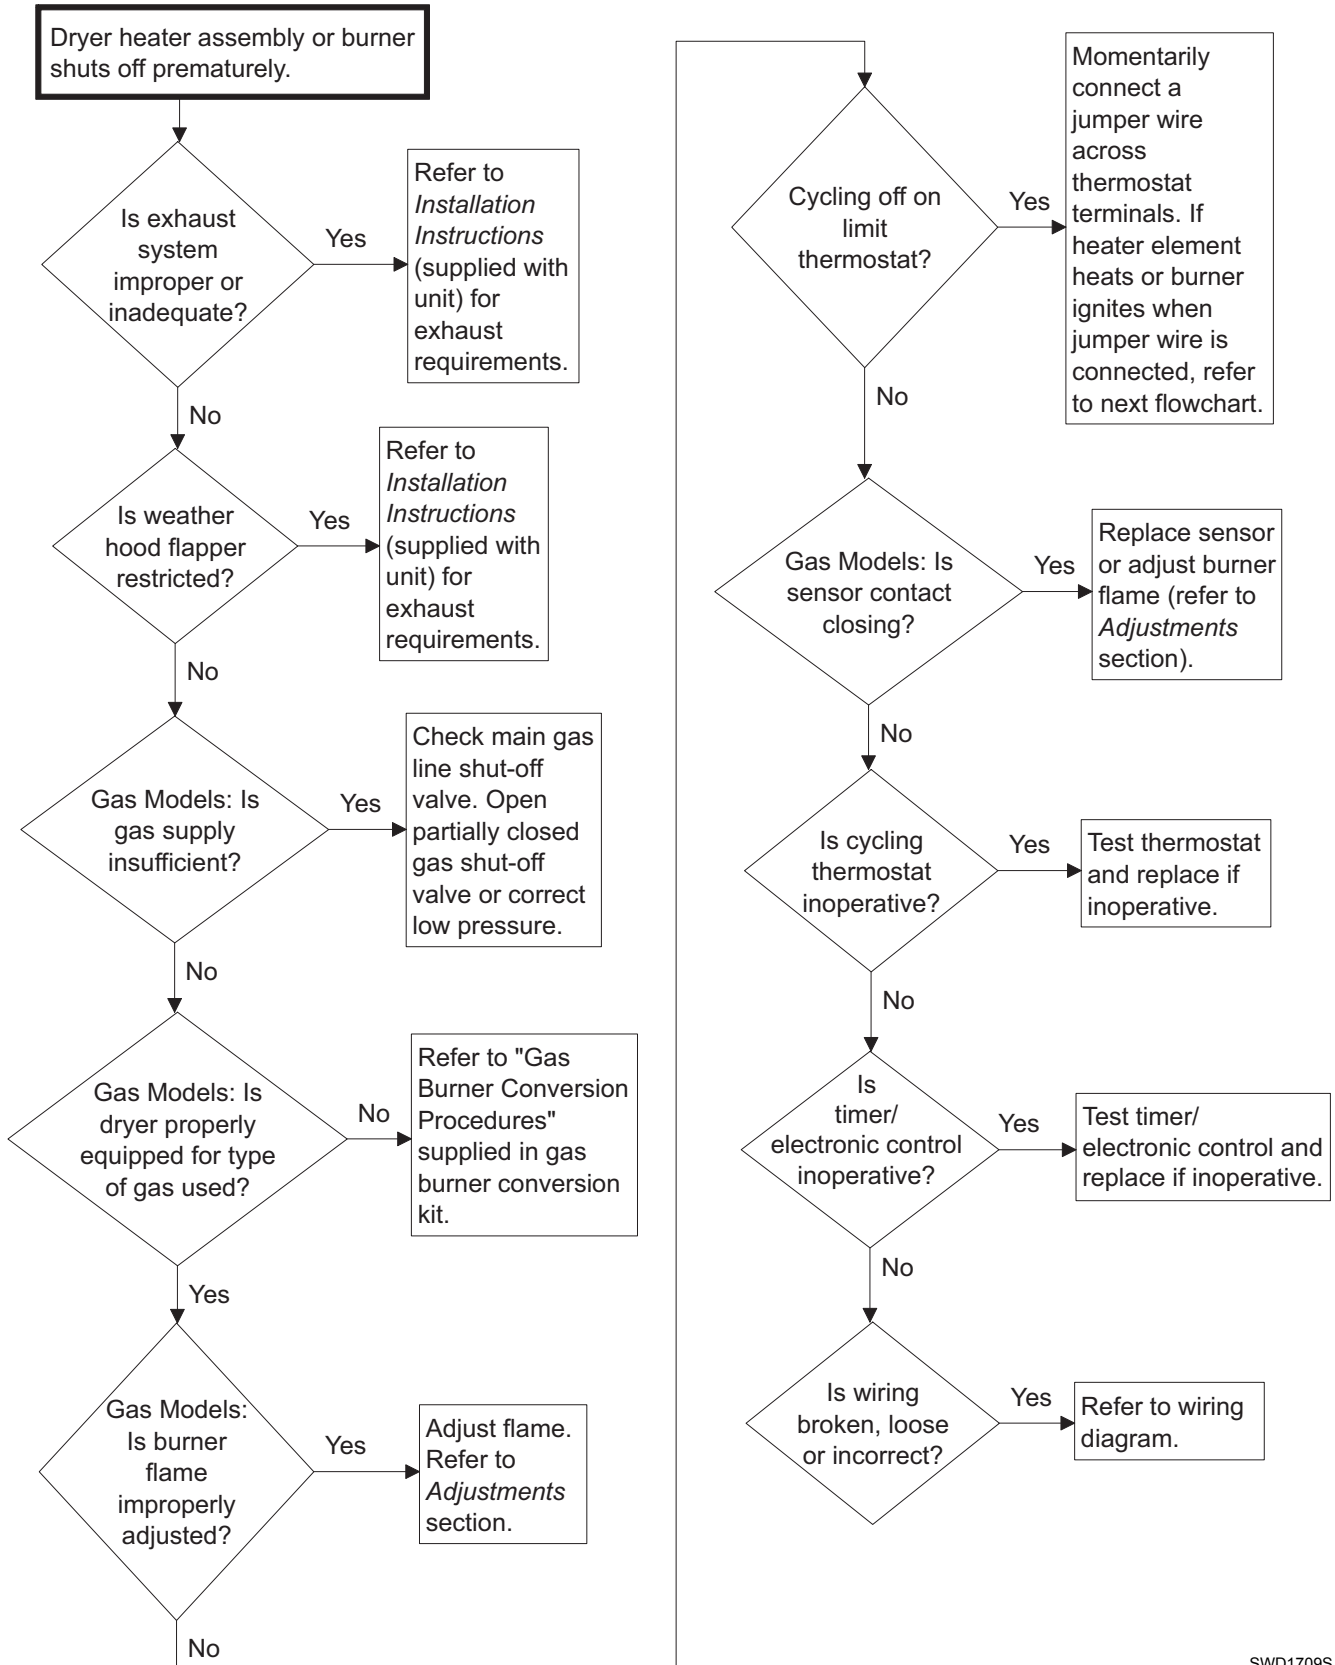 Dryer heater assembly or burner
shuts off prematurely.
Is exhaust
system
improper or
inadequate?
Yes
Refer to
Installation
Instructions
(supplied with
unit) for
exhaust
requirements.
No
Is weather
hood flapper
restricted?
Yes
Refer to
Installation
Instructions
(supplied with
unit) for
exhaust
requirements.
No
Gas Models: Is
gas supply
insufficient?
Yes
Check main gas
line shut-off
valve. Open
partially closed
gas shut-off
valve or correct
low pressure.
No
Gas Models: Is
dryer properly
equipped for type
of gas used?
No
Refer to "Gas
Burner Conversion
Procedures"
supplied in gas
burner conversion
kit.
Yes
Gas Models:
Is burner
flame
improperly
adjusted?
Yes
Adjust flame.
Refer to
Adjustments
section.
No
Cycling off on
limit
thermostat?
Yes
Momentarily
connect a
jumper wire
across
thermostat
terminals. If
heater element
heats or burner
ignites when
jumper wire is
connected, refer
to next flowchart.
No
Gas Models: Is
sensor contact
closing?
Yes
Replace sensor
or adjust burner
flame (refer to
Adjustments
section).
No
Is cycling
thermostat
inoperative?
Yes
Test thermostat
and replace if
inoperative.
No
Is
timer/
electronic control
inoperative?
Yes
Test timer/
electronic control and
replace if inoperative.
No
Is wiring
broken, loose
or incorrect?
Yes
Refer to wiring
diagram.
SWD1709S